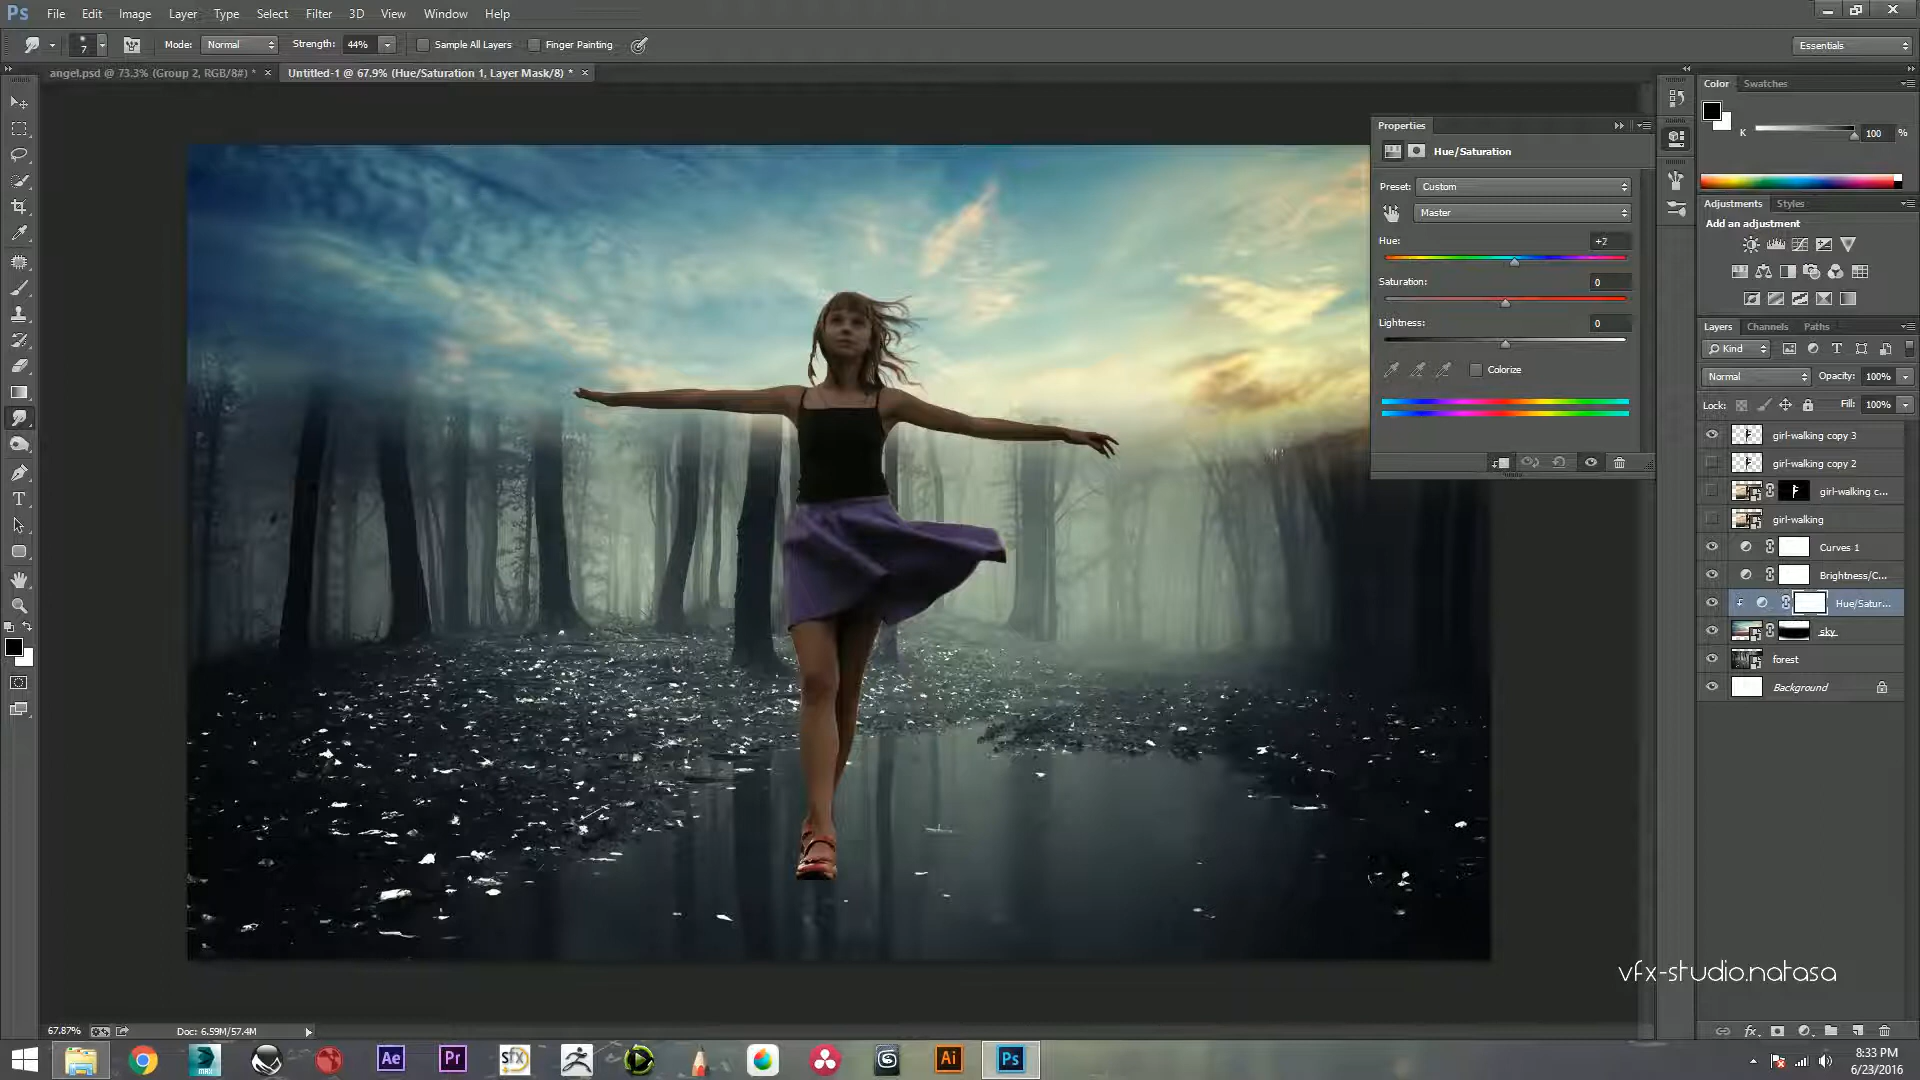 Ps File Edit Image Layer Type Select Filter 3D View Window Help
7 Mode: Normal Strength: 44% Sample All Layers Finger Painting Essentials
angel.psd @ 73.3% (Group 2, RGB/8#) * × Untitled-1 @ 67.9% (Hue/Saturation 1, Layer Mask/8) * ×
Properties
Hue/Saturation
Preset: Custom
Master
Hue: +2
Saturation: 0
Lightness: 0
Colorize
Color Swatches
K 100 %
Adjustments Styles
Add an adjustment
Layers Channels Paths
Kind
Normal Opacity: 100%
Lock: Fill: 100%
girl-walking copy 3
girl-walking copy 2
girl-walking c...
girl-walking
Curves 1
Brightness/C...
Hue/Satur...
sky
forest
Background
vfx-studio.natasa
67.87% Doc: 6.59M/57.4M
MAX Ae Pr sfx Ai Ps
8:33 PM
6/23/2016